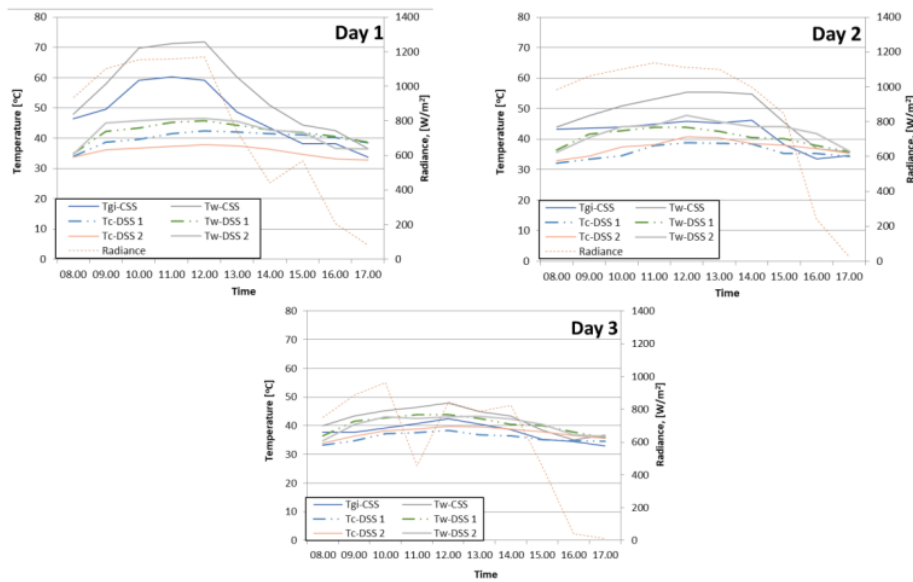 Day 1
80
70
60
50
40
30
20
10
0
Temperature [ºC]
1400
1200
1000
800
600
400
200
0
Radiance, [W/m²]
Tgi-CSS Tw-CSS
Tc-DSS 1 Tw-DSS 1
Tc-DSS 2 Tw-DSS 2
Radiance
08.00 09.00 10.00 11.00 12.00 13.00 14.00 15.00 16.00 17.00
Time
Day 2
80
70
60
50
40
30
20
10
0
Temperature [ºC]
1400
1200
1000
800
600
400
200
0
Radiance, [W/m²]
Tgi-CSS Tw-CSS
Tc-DSS 1 Tw-DSS 1
Tc-DSS 2 Tw-DSS 2
Radiance
08.00 09.00 10.00 11.00 12.00 13.00 14.00 15.00 16.00 17.00
Time
Day 3
80
70
60
50
40
30
20
10
0
Temperature [ºC]
1400
1200
1000
800
600
400
200
0
Radiance, [W/m²]
Tgi-CSS Tw-CSS
Tc-DSS 1 Tw-DSS 1
Tc-DSS 2 Tw-DSS 2
08.00 09.00 10.00 11.00 12.00 13.00 14.00 15.00 16.00 17.00
Time